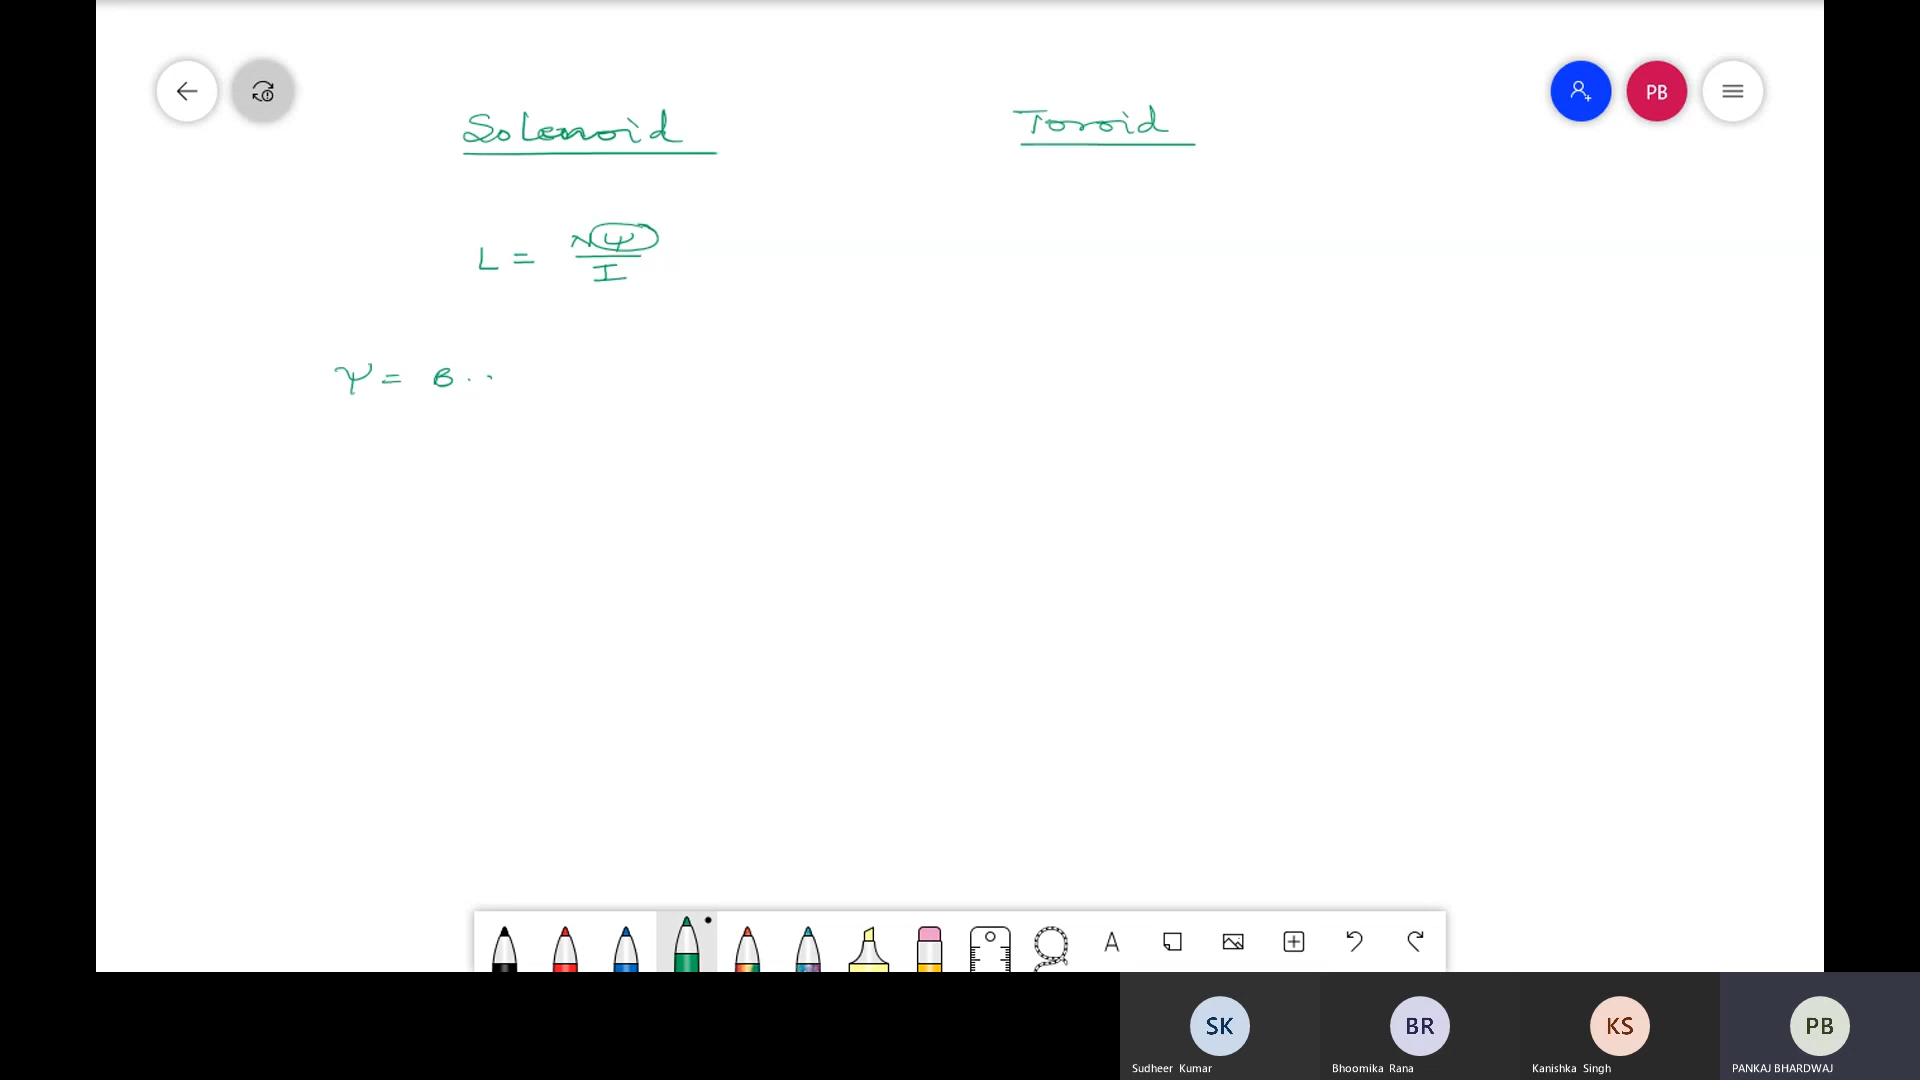 PB
Solenoid
Toroid
L = NΨ / I
Ψ = B ..
A
SK
BR
KS
PB
Sudheer Kumar
Bhoomika Rana
Kanishka Singh
PANKAJ BHARDWAJ